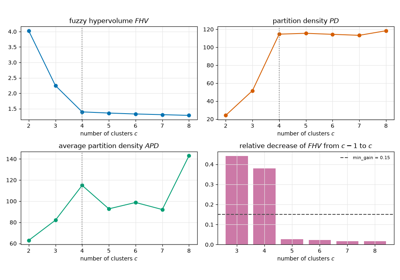 fuzzy hypervolume FHV
4.0
3.5
3.0
2.5
2.0
1.5
2 3 4 5 6 7 8
number of clusters c
partition density PD
120
100
80
60
40
20
2 3 4 5 6 7 8
number of clusters c
average partition density APD
140
120
100
80
60
2 3 4 5 6 7 8
number of clusters c
relative decrease of FHV from c − 1 to c
min_gain = 0.15
0.4
0.3
0.2
0.1
0.0
3 4 5 6 7 8
number of clusters c